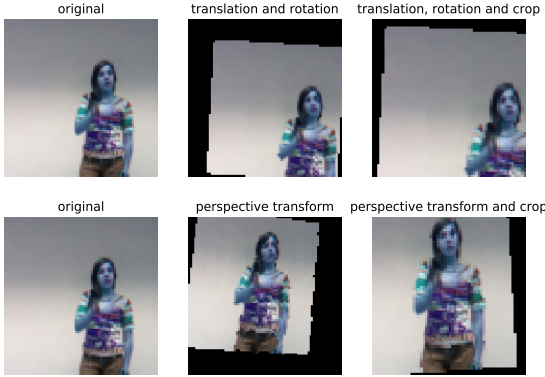 original
translation and rotation
translation, rotation and crop
original
perspective transform
perspective transform and crop